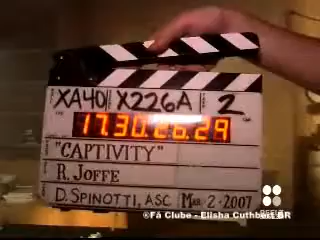 XA40 X226A 2
17.30.26.29
"CAPTIVITY"
R. JOFFE
D. SPINOTTI, ASC MAR 2 · 2007
©Fã Clube - Elisha Cuthbert BR